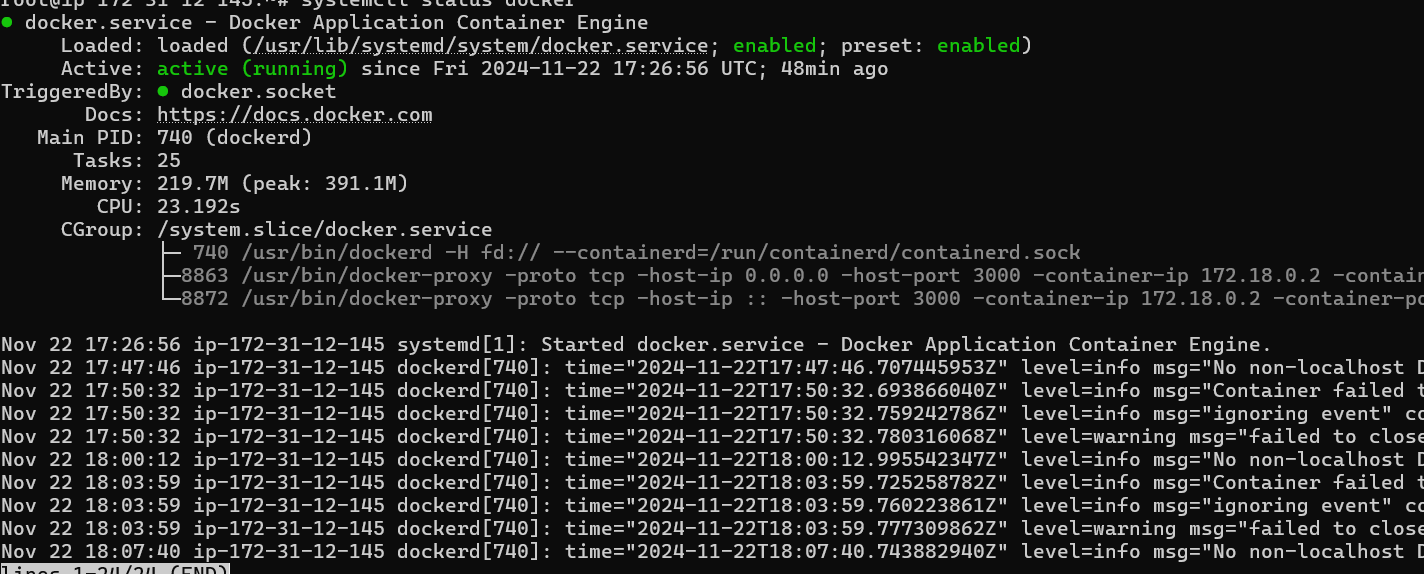 root@ip-172-31-12-145:~# systemctl status docker
● docker.service - Docker Application Container Engine
Loaded: loaded (/usr/lib/systemd/system/docker.service; enabled; preset: enabled)
Active: active (running) since Fri 2024-11-22 17:26:56 UTC; 48min ago
TriggeredBy: ● docker.socket
Docs: https://docs.docker.com
Main PID: 740 (dockerd)
Tasks: 25
Memory: 219.7M (peak: 391.1M)
CPU: 23.192s
CGroup: /system.slice/docker.service
├─ 740 /usr/bin/dockerd -H fd:// --containerd=/run/containerd/containerd.sock
├─8863 /usr/bin/docker-proxy -proto tcp -host-ip 0.0.0.0 -host-port 3000 -container-ip 172.18.0.2 -contain
└─8872 /usr/bin/docker-proxy -proto tcp -host-ip :: -host-port 3000 -container-ip 172.18.0.2 -container-po
Nov 22 17:26:56 ip-172-31-12-145 systemd[1]: Started docker.service - Docker Application Container Engine.
Nov 22 17:47:46 ip-172-31-12-145 dockerd[740]: time="2024-11-22T17:47:46.707445953Z" level=info msg="No non-localhost D
Nov 22 17:50:32 ip-172-31-12-145 dockerd[740]: time="2024-11-22T17:50:32.693866040Z" level=info msg="Container failed t
Nov 22 17:50:32 ip-172-31-12-145 dockerd[740]: time="2024-11-22T17:50:32.759242786Z" level=info msg="ignoring event" co
Nov 22 17:50:32 ip-172-31-12-145 dockerd[740]: time="2024-11-22T17:50:32.780316068Z" level=warning msg="failed to close
Nov 22 18:00:12 ip-172-31-12-145 dockerd[740]: time="2024-11-22T18:00:12.995542347Z" level=info msg="No non-localhost D
Nov 22 18:03:59 ip-172-31-12-145 dockerd[740]: time="2024-11-22T18:03:59.725258782Z" level=info msg="Container failed t
Nov 22 18:03:59 ip-172-31-12-145 dockerd[740]: time="2024-11-22T18:03:59.760223861Z" level=info msg="ignoring event" co
Nov 22 18:03:59 ip-172-31-12-145 dockerd[740]: time="2024-11-22T18:03:59.777309862Z" level=warning msg="failed to close
Nov 22 18:07:40 ip-172-31-12-145 dockerd[740]: time="2024-11-22T18:07:40.743882940Z" level=info msg="No non-localhost D
lines 1-24/24 (END)